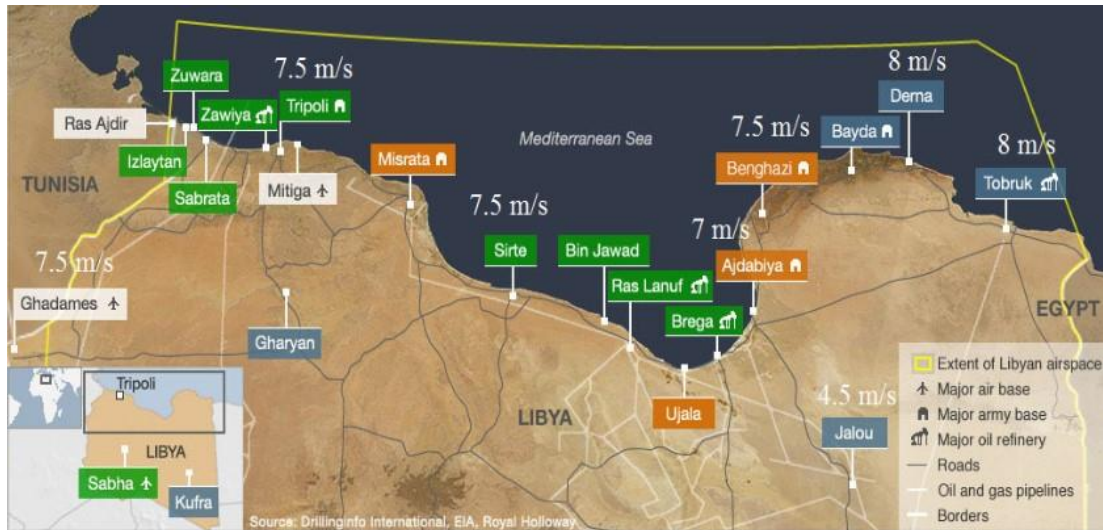 Zuwara
Zawiya
7.5 m/s
Tripoli
Ras Ajdir
Izlaytan
Sabrata
Mitiga
TUNISIA
7.5 m/s
Ghadames
Gharyan
Misrata
Mediterranean Sea
7.5 m/s
Sirte
Bin Jawad
Ras Lanuf
Brega
Ujala
7.5 m/s
Benghazi
7 m/s
Ajdabiya
Bayda
8 m/s
Derna
8 m/s
Tobruk
EGYPT
LIBYA
4.5 m/s
Jalou
Tripoli
LIBYA
Sabha
Kufra
Extent of Libyan airspace
Major air base
Major army base
Major oil refinery
Roads
Oil and gas pipelines
Borders
Source: Drillinginfo International, EIA, Royal Holloway